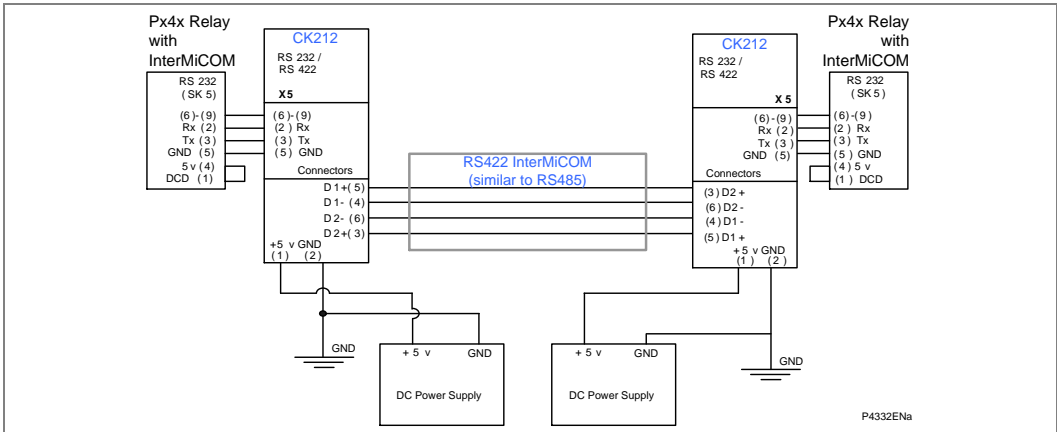 Px4x Relay
with
InterMiCOM
RS 232
(SK 5)
(6)-(9)
Rx (2)
Tx (3)
GND (5)
5v (4)
DCD (1)
CK212
RS 232 /
RS 422
X5
(6)-(9)
(2) Rx
(3) Tx
(5) GND
Connectors
D1+(5)
D1- (4)
D2- (6)
D2+(3)
+5 v GND
(1) (2)
RS422 InterMiCOM
(similar to RS485)
CK212
RS 232 /
RS 422
X 5
(6)-(9)
Rx (2)
Tx (3)
GND (5)
Connectors
(3) D2 +
(6) D2 -
(4) D1 -
(5) D1 +
+5 v GND
(1) (2)
Px4x Relay
with
InterMiCOM
RS 232
(SK 5)
(6)-(9)
(2) Rx
(3) Tx
(5) GND
(4) 5 v
(1) DCD
GND
+ 5 v GND
DC Power Supply
+ 5 v GND
DC Power Supply
GND
P4332ENa